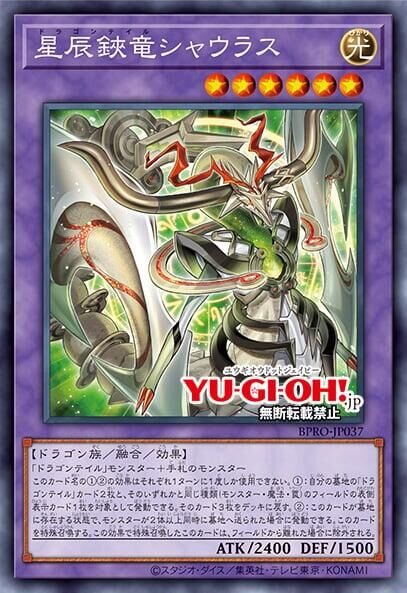 ドラゴンテイル
星辰鋏竜シャウラス
ひかり
光
ユウギオウドットジェイピー
YU-GI-OH!.jp
無断転載禁止
BPRO-JP037
【ドラゴン族／融合／効果】
「ドラゴンテイル」モンスター＋手札のモンスター
このカード名の①②の効果はそれぞれ1ターンに1度しか使用できない。①：自分の墓地の「ドラ
ゴンテイル」カード2枚と、そのいずれかと同じ種類(モンスター・魔法・罠)のフィールドの表側
表示カード1枚を対象として発動できる。そのカード3枚をデッキに戻す。②：このカードが墓地
に存在する状態で、モンスターが2体以上同時に墓地へ送られた場合に発動できる。このカード
を特殊召喚する。この効果で特殊召喚したこのカードは、フィールドから離れた場合に除外される。
ATK/2400 DEF/1500
©スタジオ・ダイス／集英社・テレビ東京・KONAMI